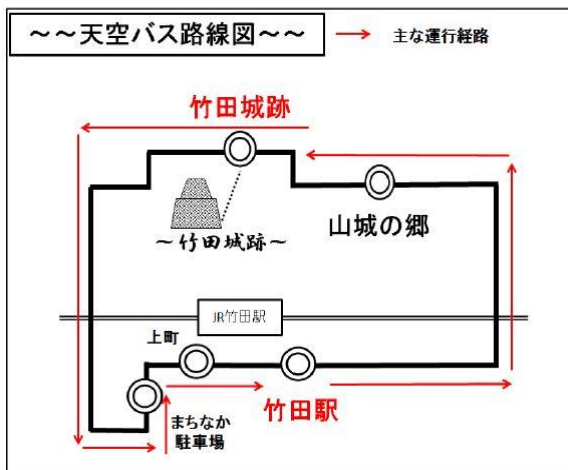 ～～天空バス路線図～～
主な運行経路
竹田城跡
山城の郷
～竹田城跡～
JR竹田駅
上町
竹田駅
まちなか
駐車場